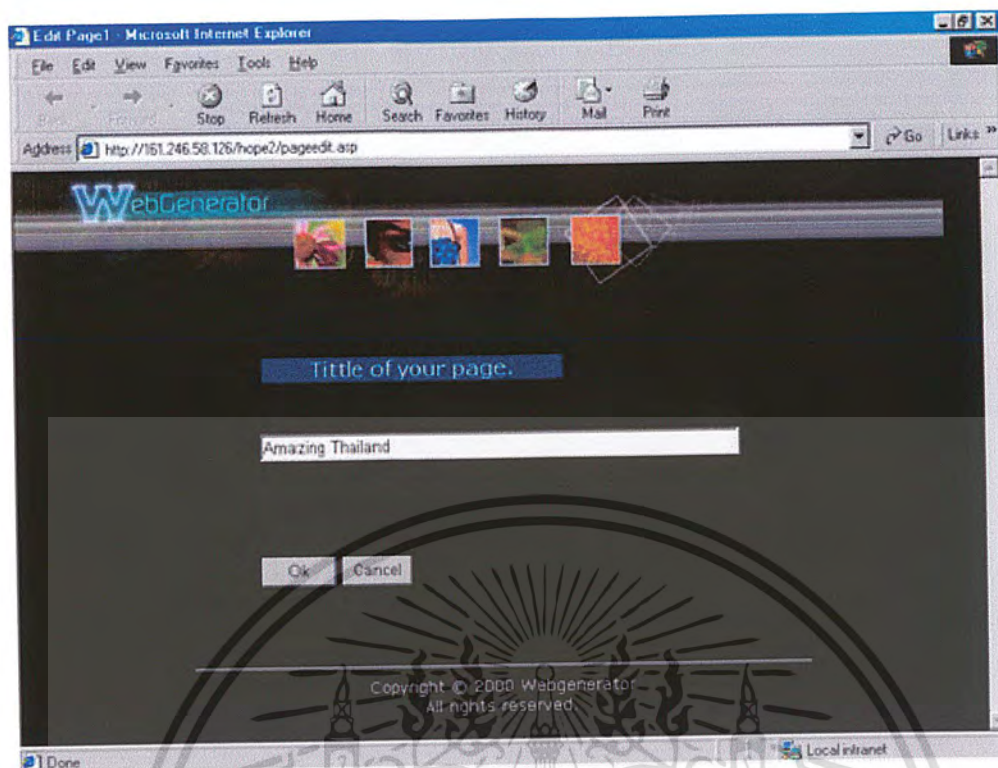 Edit Page1 - Microsoft Internet Explorer
File Edit View Favorites Tools Help
Back Forward Stop Refresh Home Search Favorites History Mail Print
Address http://161.246.58.126/hope2/pageedit.asp Go Links »
WebGenerator
Tittle of your page.
Amazing Thailand
Ok Cancel
Copyright © 2000 Webgenerator
All rights reserved.
Done Local intranet